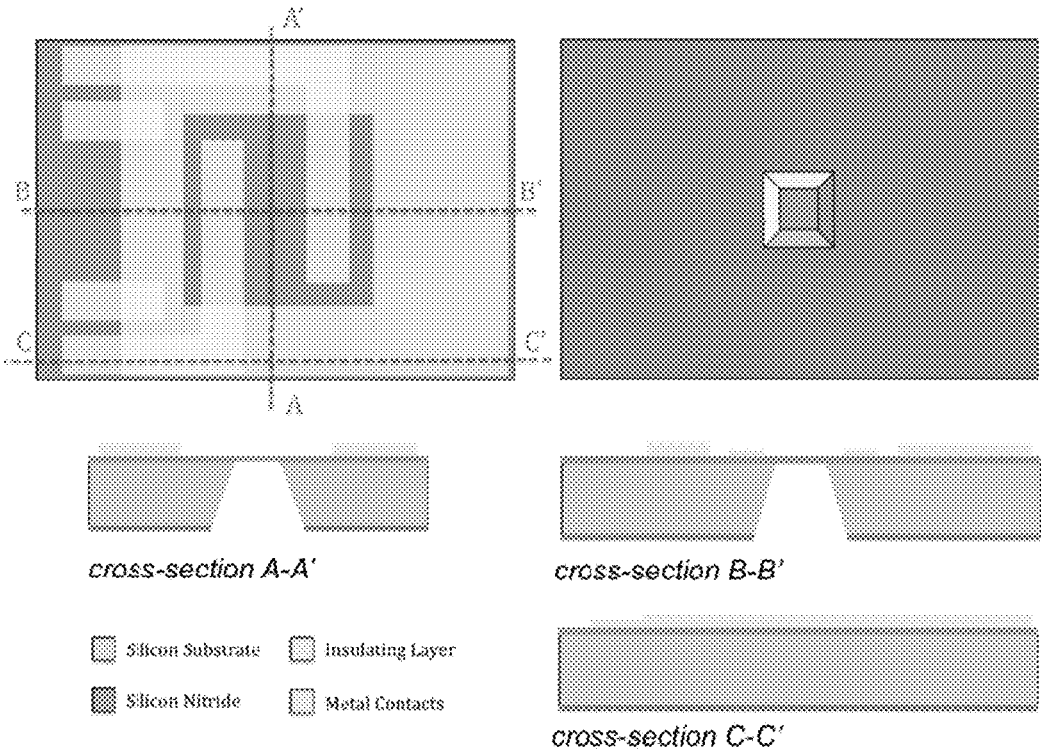 A'
B B'
C C'
A
cross-section A-A'
cross-section B-B'
Silicon Substrate Insulating Layer
Silicon Nitride Metal Contacts
cross-section C-C'